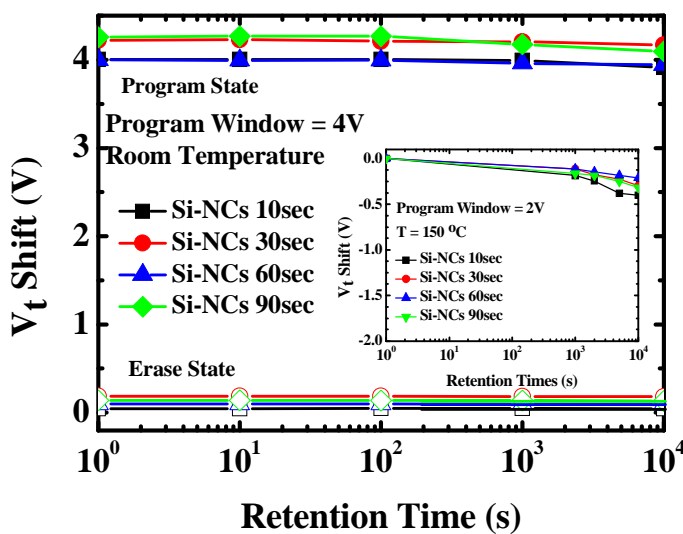 4
3
2
1
0
V_t Shift (V)
Program State
Program Window = 4V
Room Temperature
Si-NCs 10sec
Si-NCs 30sec
Si-NCs 60sec
Si-NCs 90sec
Erase State
10^0 10^1 10^2 10^3 10^4
Retention Time (s)
0.0
-0.5
-1.0
-1.5
-2.0
V_t Shift (V)
Program Window = 2V
T = 150 ^oC
Si-NCs 10sec
Si-NCs 30sec
Si-NCs 60sec
Si-NCs 90sec
10^0 10^1 10^2 10^3 10^4
Retention Times (s)